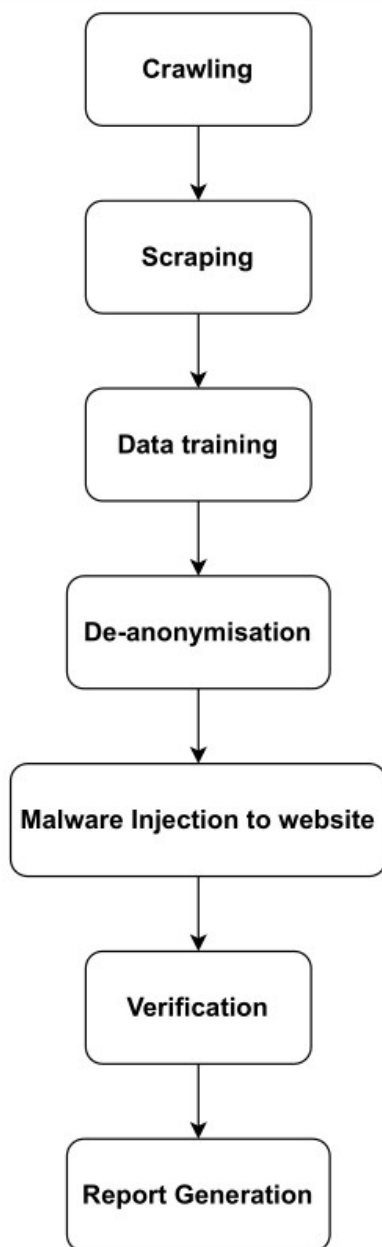 Crawling
Scraping
Data training
De-anonymisation
Malware Injection to website
Verification
Report Generation